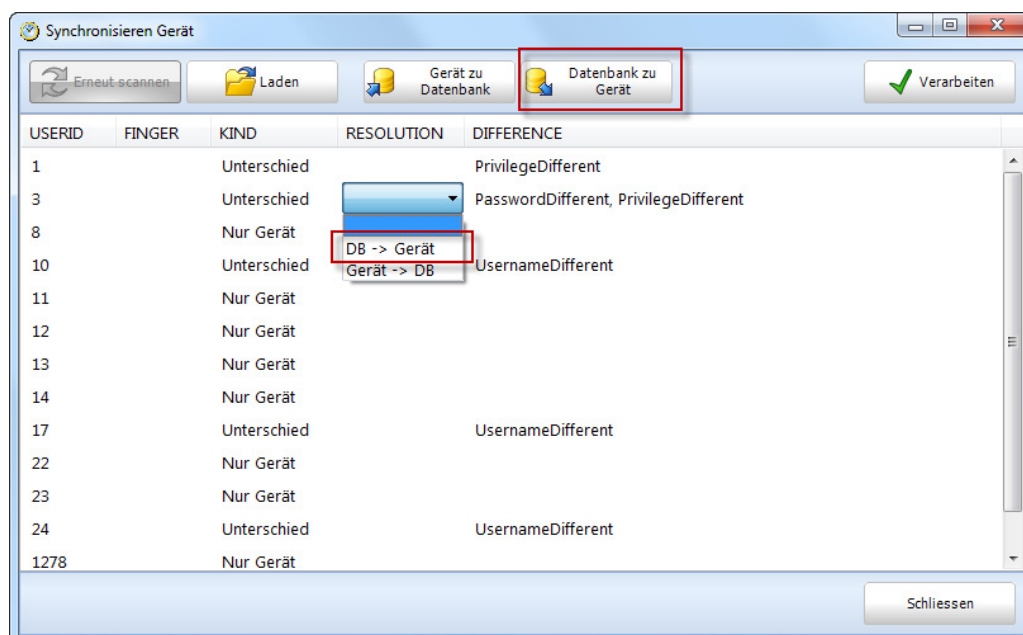 Synchronisieren Gerät
Erneut scannen
Laden
Gerät zu
Datenbank
Datenbank zu
Gerät
Verarbeiten
USERID FINGER KIND RESOLUTION DIFFERENCE
1 Unterschied PrivilegeDifferent
3 Unterschied PasswordDifferent, PrivilegeDifferent
8 Nur Gerät
DB -> Gerät
10 Unterschied UsernameDifferent
Gerät -> DB
11 Nur Gerät
12 Nur Gerät
13 Nur Gerät
14 Nur Gerät
17 Unterschied UsernameDifferent
22 Nur Gerät
23 Nur Gerät
24 Unterschied UsernameDifferent
1278 Nur Gerät
Schliessen